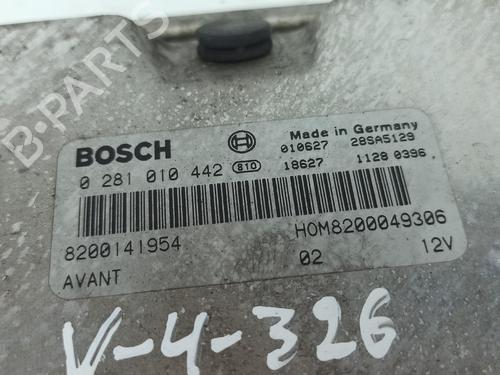 B-PARTS
BOSCH
Made in Germany
010627 28SA5129
0 281 010 442 810 18627 1128 0396
8200141954 HOM8200049306
AVANT 02 12V
V-4-326